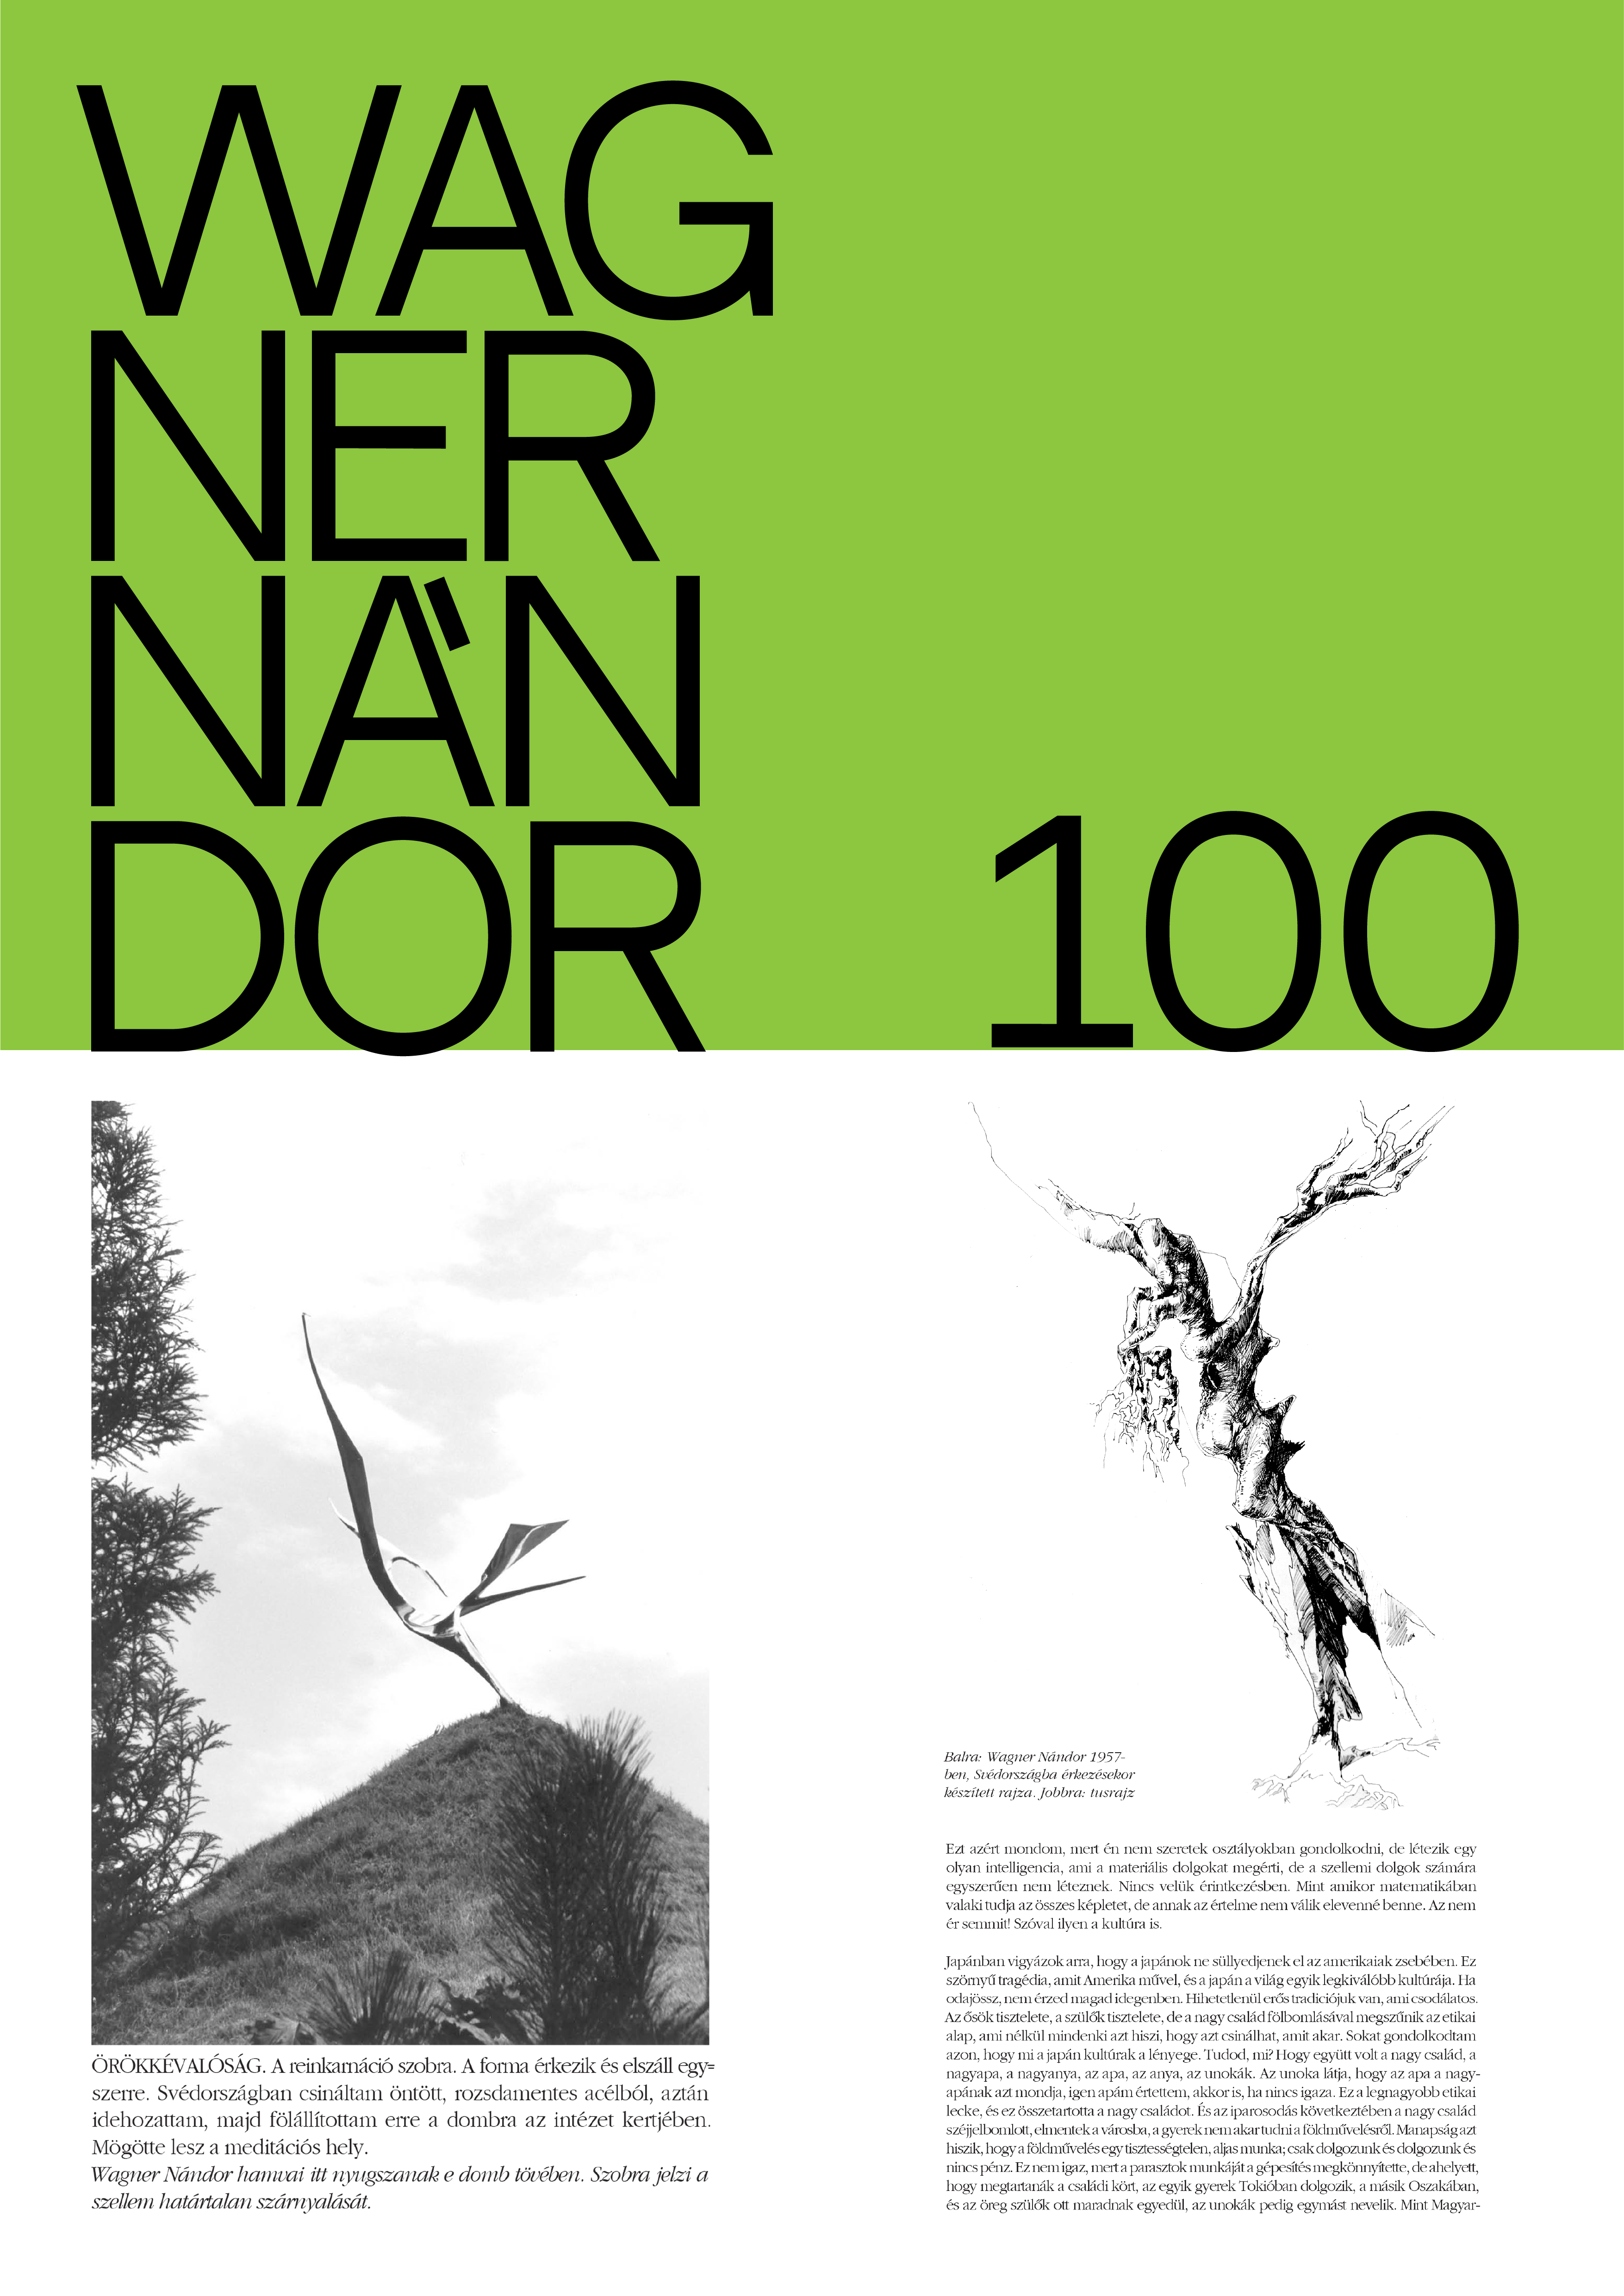 WAG
NER
NÁN
DOR
100
ÖRÖKKÉVALÓSÁG. A reinkarnáció szobra. A forma érkezik és elszáll egy-
szerre. Svédországban csináltam öntött, rozsdamentes acélból, aztán
idehozattam, majd fölállítottam erre a dombra az intézet kertjében.
Mögötte lesz a meditációs hely.
Wagner Nándor hamvai itt nyugszanak e domb tövében. Szobra jelzi a
szellem határtalan szárnyalását.
Balra: Wagner Nándor 1957-
ben, Svédországba érkezésekor
készített rajza. Jobbra: tusrajz
Ezt azért mondom, mert én nem szeretek osztályokban gondolkodni, de létezik egy
olyan intelligencia, ami a materiális dolgokat megérti, de a szellemi dolgok számára
egyszerűen nem léteznek. Nincs velük érintkezésben. Mint amikor matematikában
valaki tudja az összes képletet, de annak az értelme nem válik elevenné benne. Az nem
ér semmit! Szóval ilyen a kultúra is.
Japánban vigyázok arra, hogy a japánok ne süllyedjenek el az amerikaiak zsebében. Ez
szörnyű tragédia, amit Amerika művel, és a japán a világ egyik legkiválóbb kultúrája. Ha
odajössz, nem érzed magad idegenben. Hihetetlenül erős tradiciójuk van, ami csodálatos.
Az ősök tisztelete, a szülők tisztelete, de a nagy család fölbomlásával megszűnik az etikai
alap, ami nélkül mindenki azt hiszi, hogy azt csinálhat, amit akar. Sokat gondolkodtam
azon, hogy mi a japán kultúrak a lényege. Tudod, mi? Hogy együtt volt a nagy család, a
nagyapa, a nagyanya, az apa, az anya, az unokák. Az unoka látja, hogy az apa a nagy-
apának azt mondja, igen apám értettem, akkor is, ha nincs igaza. Ez a legnagyobb etikai
lecke, és ez összetartotta a nagy családot. És az iparosodás következtében a nagy család
széjjelbomlott, elmentek a városba, a gyerek nem akar tudni a földművelésről. Manapság azt
hiszik, hogy a földművelés egy tisztességtelen, aljas munka; csak dolgozunk és dolgozunk és
nincs pénz. Ez nem igaz, mert a parasztok munkáját a gépesítés megkönnyítette, de ahelyett,
hogy megtartanák a családi kört, az egyik gyerek Tokióban dolgozik, a másik Oszakában,
és az öreg szülők ott maradnak egyedül, az unokák pedig egymást nevelik. Mint Magyar-